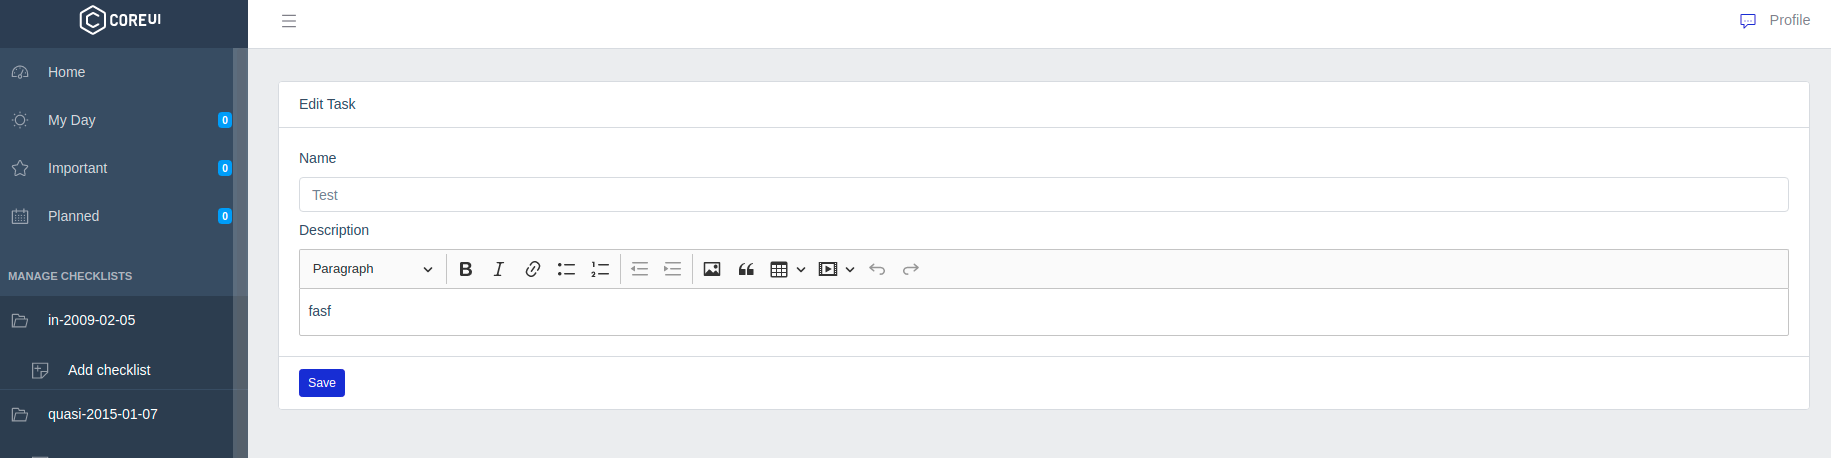 COREUI
Profile
Home
My Day 0
Important 0
Planned 0
MANAGE CHECKLISTS
in-2009-02-05
Add checklist
quasi-2015-01-07
Edit Task
Name
Test
Description
Paragraph
fasf
Save